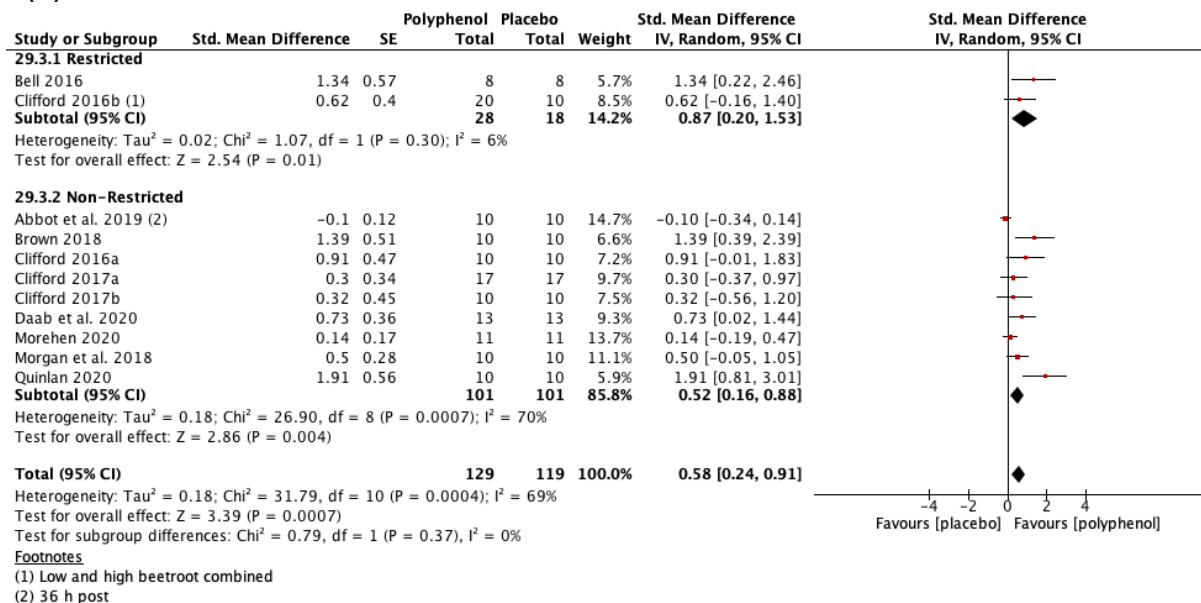 Polyphenol Placebo Std. Mean Difference Std. Mean Difference
Study or Subgroup Std. Mean Difference SE Total Total Weight IV, Random, 95% CI IV, Random, 95% CI
29.3.1 Restricted
Bell 2016 1.34 0.57 8 8 5.7% 1.34 [0.22, 2.46]
Clifford 2016b (1) 0.62 0.4 20 10 8.5% 0.62 [−0.16, 1.40]
Subtotal (95% CI) 28 18 14.2% 0.87 [0.20, 1.53]
Heterogeneity: Tau² = 0.02; Chi² = 1.07, df = 1 (P = 0.30); I² = 6%
Test for overall effect: Z = 2.54 (P = 0.01)
29.3.2 Non−Restricted
Abbot et al. 2019 (2) −0.1 0.12 10 10 14.7% −0.10 [−0.34, 0.14]
Brown 2018 1.39 0.51 10 10 6.6% 1.39 [0.39, 2.39]
Clifford 2016a 0.91 0.47 10 10 7.2% 0.91 [−0.01, 1.83]
Clifford 2017a 0.3 0.34 17 17 9.7% 0.30 [−0.37, 0.97]
Clifford 2017b 0.32 0.45 10 10 7.5% 0.32 [−0.56, 1.20]
Daab et al. 2020 0.73 0.36 13 13 9.3% 0.73 [0.02, 1.44]
Morehen 2020 0.14 0.17 11 11 13.7% 0.14 [−0.19, 0.47]
Morgan et al. 2018 0.5 0.28 10 10 11.1% 0.50 [−0.05, 1.05]
Quinlan 2020 1.91 0.56 10 10 5.9% 1.91 [0.81, 3.01]
Subtotal (95% CI) 101 101 85.8% 0.52 [0.16, 0.88]
Heterogeneity: Tau² = 0.18; Chi² = 26.90, df = 8 (P = 0.0007); I² = 70%
Test for overall effect: Z = 2.86 (P = 0.004)
Total (95% CI) 129 119 100.0% 0.58 [0.24, 0.91]
Heterogeneity: Tau² = 0.18; Chi² = 31.79, df = 10 (P = 0.0004); I² = 69%
Test for overall effect: Z = 3.39 (P = 0.0007)
Test for subgroup differences: Chi² = 0.79, df = 1 (P = 0.37), I² = 0%
−4 −2 0 2 4
Favours [placebo] Favours [polyphenol]
Footnotes
(1) Low and high beetroot combined
(2) 36 h post